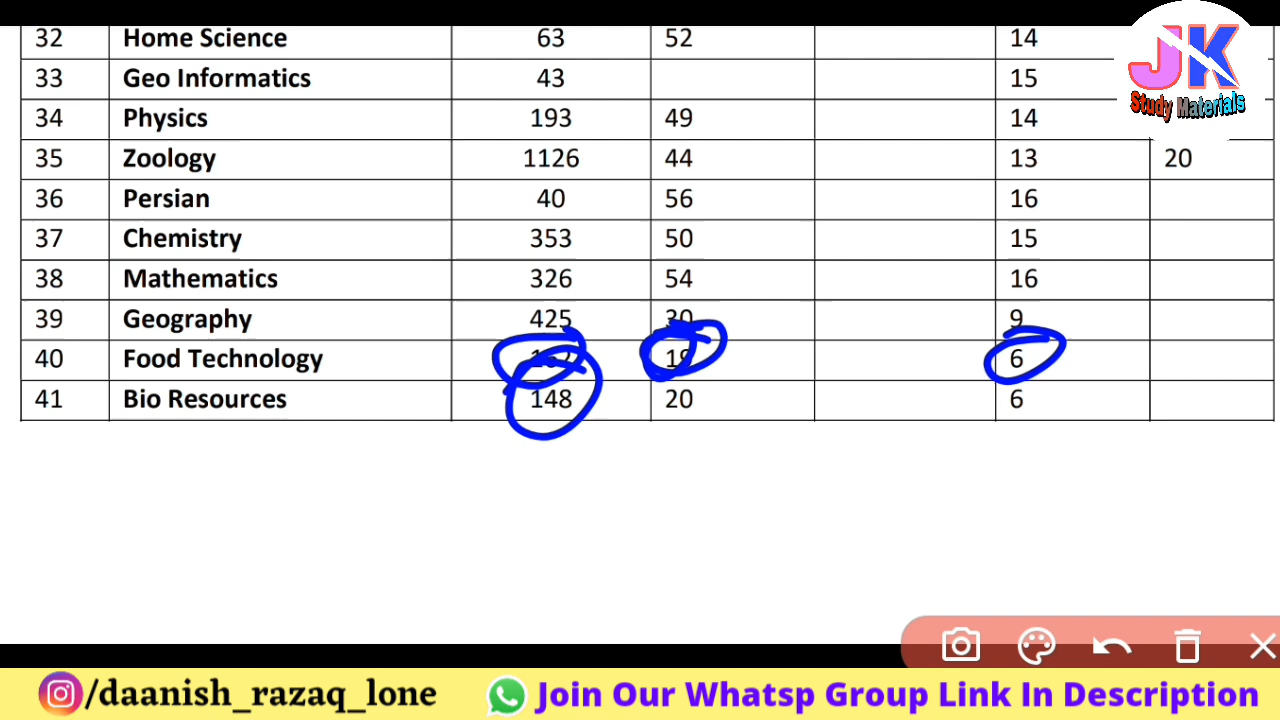 32 Home Science 63 52 14
33 Geo Informatics 43 15
34 Physics 193 49 14
35 Zoology 1126 44 13 20
36 Persian 40 56 16
37 Chemistry 353 50 15
38 Mathematics 326 54 16
39 Geography 425 30 9
40 Food Technology 19 6
41 Bio Resources 148 20 6
JK
Study Materials
/daanish_razaq_lone
Join Our Whatsp Group Link In Description